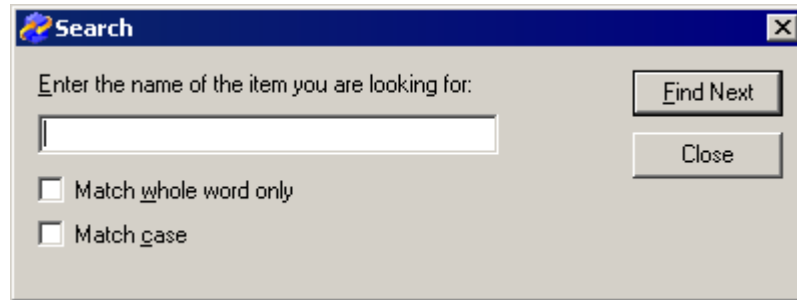 Search
Enter the name of the item you are looking for:
Find Next
Close
Match whole word only
Match case